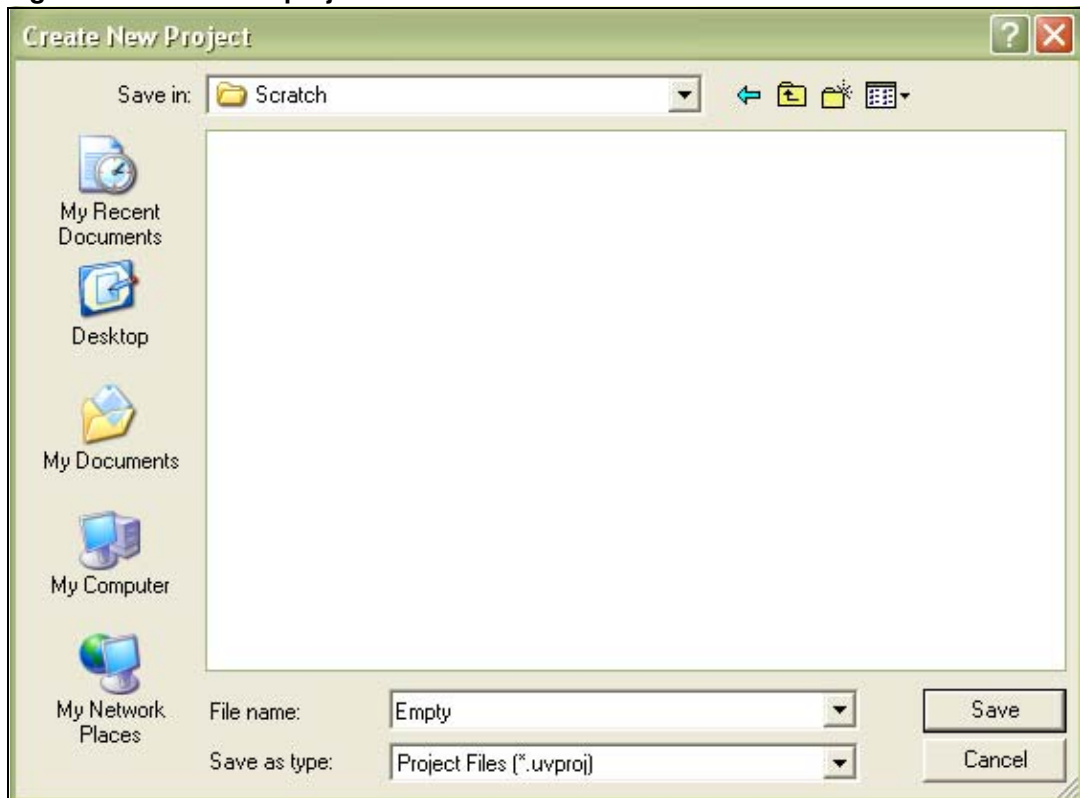 Create New Project
Save in:
Scratch
My Recent
Documents
Desktop
My Documents
My Computer
My Network
Places
File name:
Empty
Save
Save as type:
Project Files (*.uvproj)
Cancel